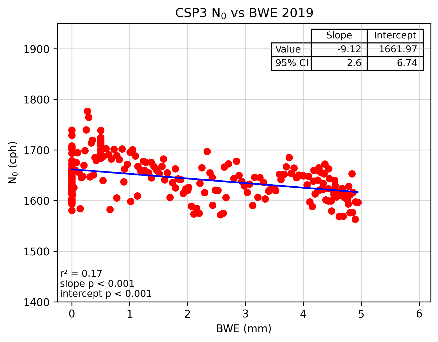 CSP3 N₀ vs BWE 2019
Slope Intercept
Value -9.12 1661.97
95% CI 2.6 6.74
N₀ (cph)
1900
1800
1700
1600
1500
1400
r² = 0.17
slope p < 0.001
intercept p < 0.001
0 1 2 3 4 5 6
BWE (mm)